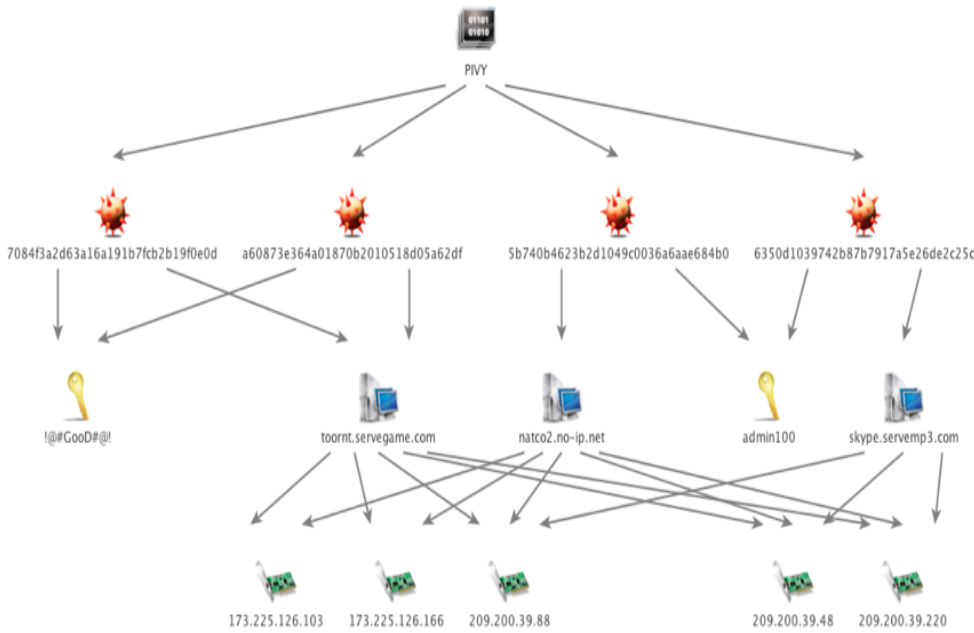 01101
01010
PIVY
7084f3a2d63a16a191b7fcb2b19f0e0d
a60873e364a01870b2010518d05a62df
5b740b4623b2d1049c0036a6aae684b0
6350d1039742b87b7917a5e26de2c25c
!@#GooD#@!
toornt.servegame.com
natco2.no-ip.net
admin100
skype.servemp3.com
173.225.126.103
173.225.126.166
209.200.39.88
209.200.39.48
209.200.39.220